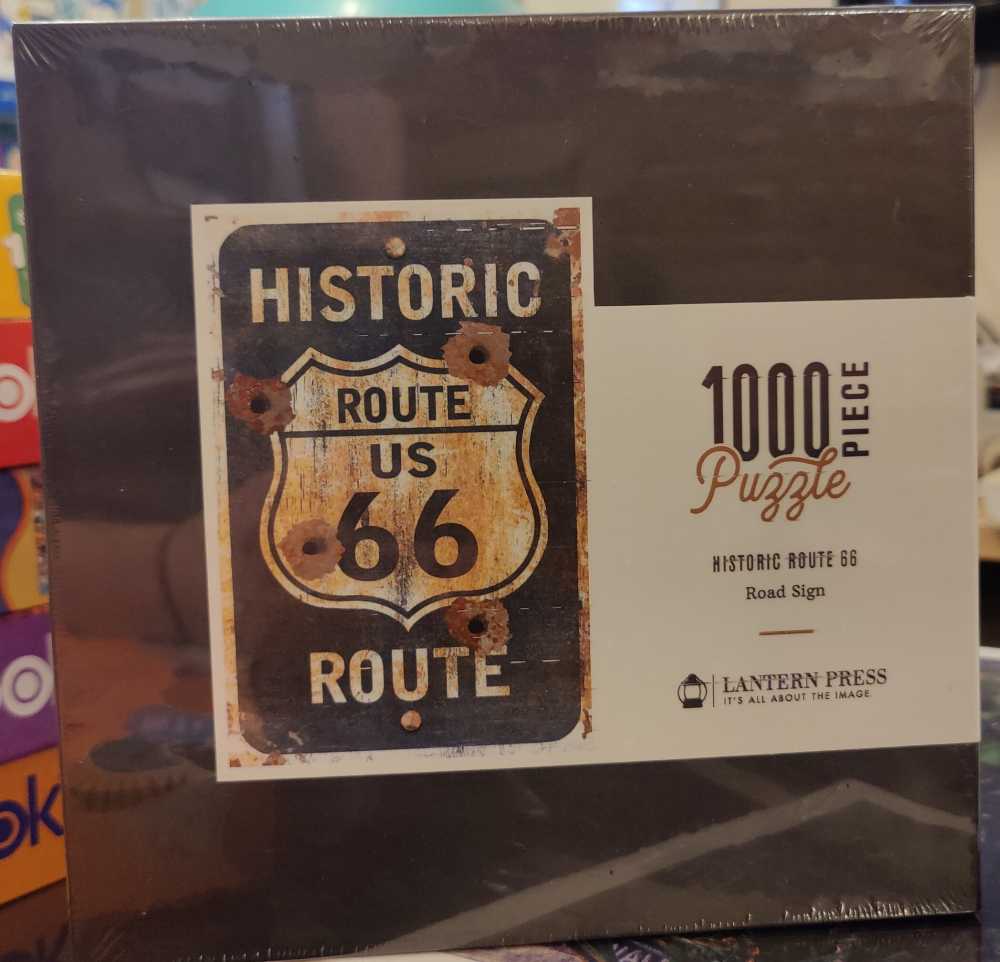 HISTORIC
ROUTE
US
66
ROUTE
1000
PIECE
Puzzle
HISTORIC ROUTE 66
Road Sign
LANTERN PRESS
IT'S ALL ABOUT THE IMAGE.